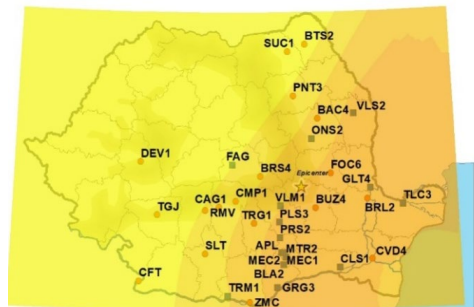 BTS2
SUC1
PNT3
BAC4 VLS2
ONS2
DEV1 FAG BRS4 Epicenter FOC6
GLT4
CAG1 CMP1 VLM1 BUZ4 BRL2 TLC3
TGJ RMV TRG1 PLS3
PRS2
SLT APL MTR2 CVD4
MEC2 MEC1 CLS1
CFT BLA2
TRM1 GRG3
ZMC